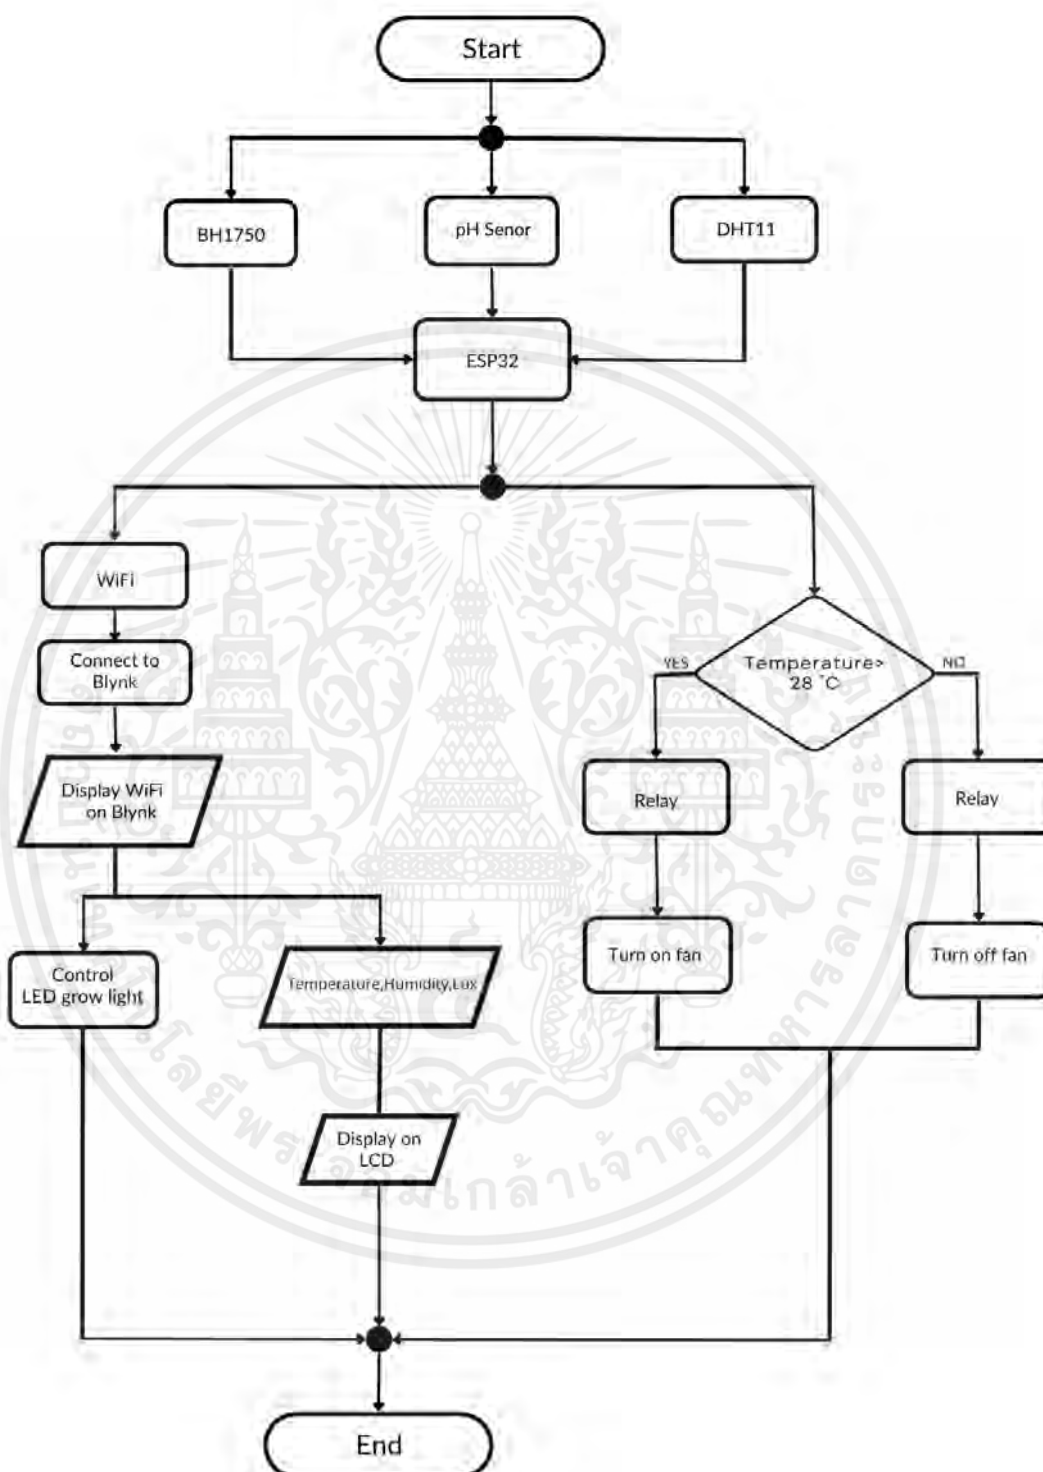 Start
BH1750
pH Senor
DHT11
ESP32
WiFi
Connect to
Blynk
YES
Temperature>
28 °C
NO
Display WiFi
on Blynk
Relay
Relay
Control
LED grow light
Temperature,Humidity,Lux
Turn on fan
Turn off fan
Display on
LCD
End